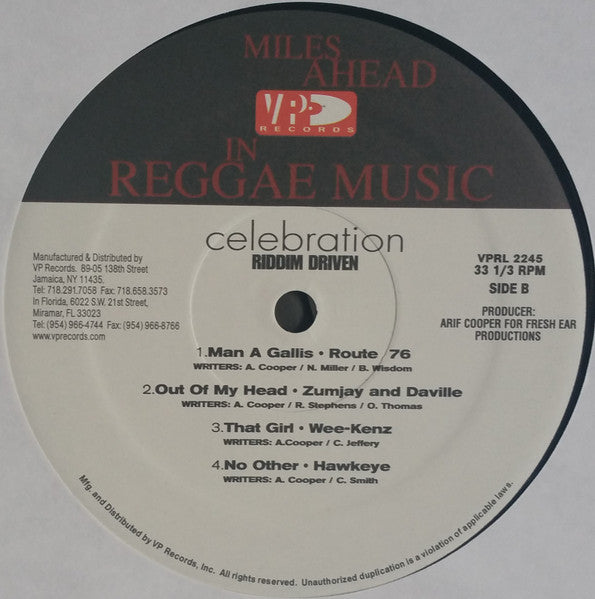 MILES
AHEAD
VP
RECORDS
IN
REGGAE MUSIC
celebration
RIDDIM DRIVEN
Manufactured & Distributed by
VP Records. 89-05 138th Street
Jamaica, NY 11435.
Tel: 718.291.7058 Fax: 718.658.3573
In Florida, 6022 S.W. 21st Street,
Miramar, FL 33023
Tel: (954) 966-4744 Fax: (954) 966-8766
www.vprecords.com
VPRL 2245
33 1/3 RPM
SIDE B
PRODUCER:
ARIF COOPER FOR FRESH EAR
PRODUCTIONS
1.Man A Gallis • Route 76
WRITERS: A. Cooper / N. Miller / B. Wisdom
2.Out Of My Head • Zumjay and Daville
WRITERS: A. Cooper / R. Stephens / O. Thomas
3.That Girl • Wee-Kenz
WRITERS: A.Cooper / C. Jeffery
4.No Other • Hawkeye
WRITERS: A. Cooper / C. Smith
Mfg. and Distributed by VP Records, Inc. All rights reserved. Unauthorized duplication is a violation of applicable laws.